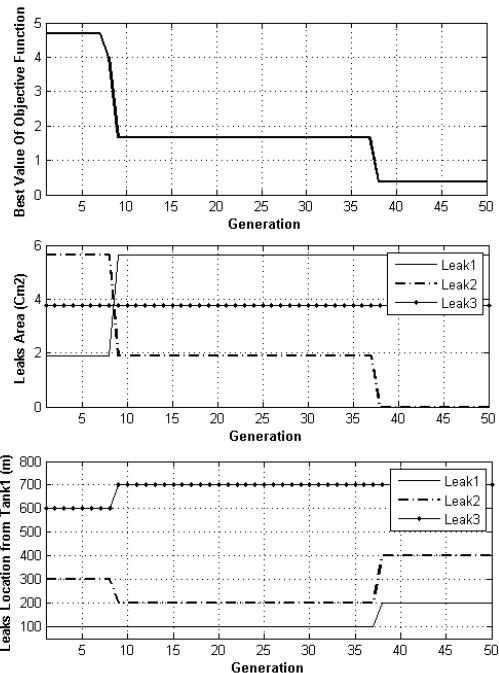 Best Value Of Objective Function
5
4
3
2
1
0
5 10 15 20 25 30 35 40 45 50
Generation
Leaks Area (Cm2)
6
4
2
0
Leak1
Leak2
Leak3
5 10 15 20 25 30 35 40 45 50
Generation
Leaks Location from Tank1 (m)
800
700
600
500
400
300
200
100
Leak1
Leak2
Leak3
5 10 15 20 25 30 35 40 45 50
Generation